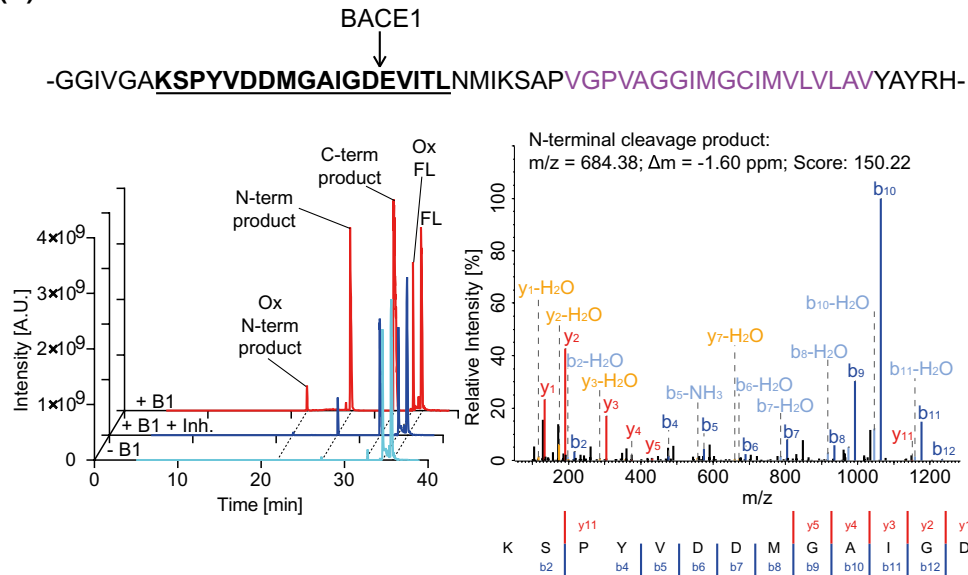 BACE1
-GGIVGAKSPYVDDMGAIGDEVITLNMIKSAPVGPVAGGIMGCIMVLVLAVYAYRH-
N-term
product
C-term
product
Ox
FL
FL
Ox
N-term
product
4×10⁹
3×10⁹
2×10⁹
1×10⁹
0
Intensity [A.U.]
+ B1
+ B1 + Inh.
- B1
0
10
20
30
40
Time [min]
N-terminal cleavage product:
m/z = 684.38; Δm = -1.60 ppm; Score: 150.22
Relative Intensity [%]
100
80
60
40
20
0
y₁-H₂O
y₂-H₂O
y₂
b₂-H₂O
y₁
y₃-H₂O
y₃
b₂
y₄
y₅
b₅-NH₃
b₄
b₅
y₇-H₂O
b₆-H₂O
b₇-H₂O
b₆
b₇
b₈-H₂O
b₈
b₉
b₁₀-H₂O
b₁₀
b₁₁-H₂O
b₁₁
y₁₁
b₁₂
200
400
600
800
1000
1200
m/z
y11
y5
y4
y3
y2
K S P Y V D D M G A I G D
b2
b4
b5
b6
b7
b8
b9
b10
b11
b12